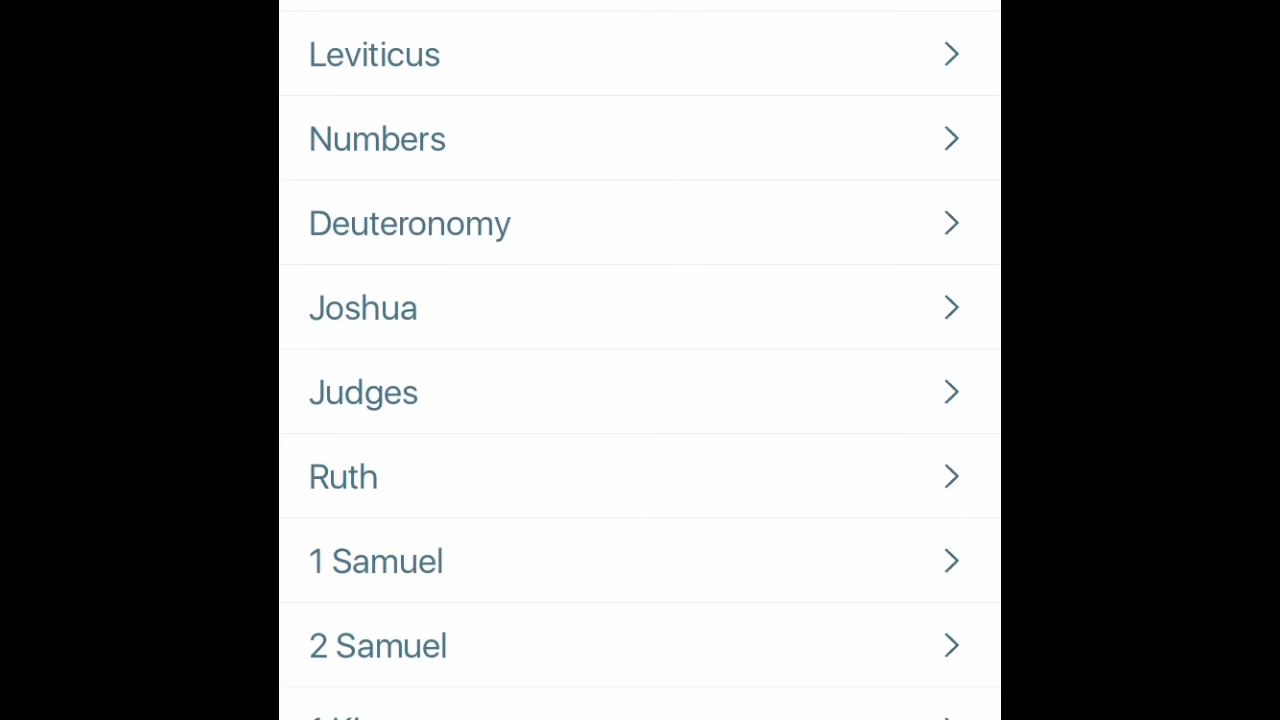 Leviticus
Numbers
Deuteronomy
Joshua
Judges
Ruth
1 Samuel
2 Samuel